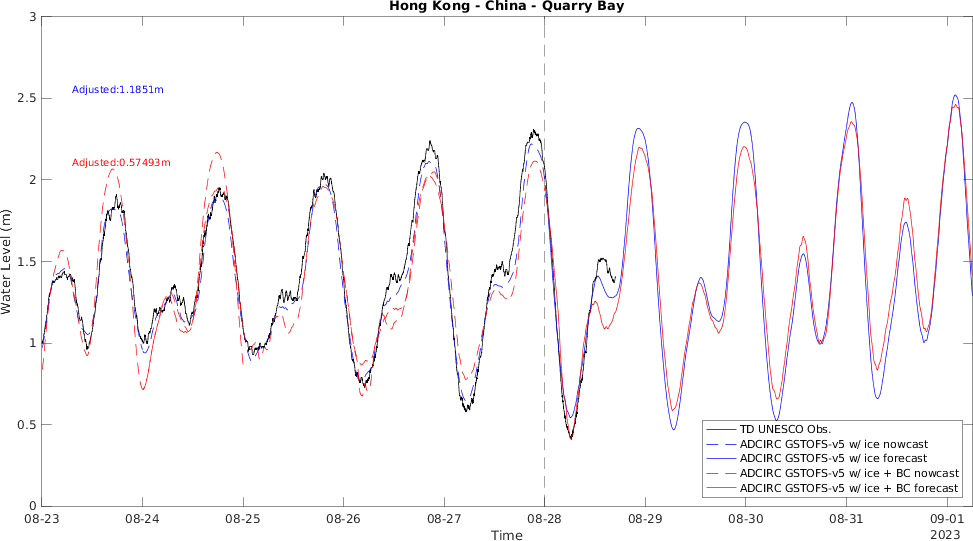 Hong Kong - China - Quarry Bay
3
2.5
2
1.5
1
0.5
0
Water Level (m)
Adjusted:1.1851m
Adjusted:0.57493m
TD UNESCO Obs.
ADCIRC GSTOFS-v5 w/ ice nowcast
ADCIRC GSTOFS-v5 w/ ice forecast
ADCIRC GSTOFS-v5 w/ ice + BC nowcast
ADCIRC GSTOFS-v5 w/ ice + BC forecast
08-23 08-24 08-25 08-26 08-27 08-28 08-29 08-30 08-31 09-01
2023
Time